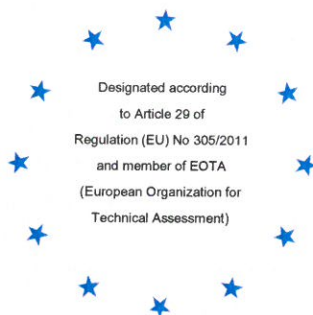 Designated according
to Article 29 of
Regulation (EU) No 305/2011
and member of EOTA
(European Organization for
Technical Assessment)